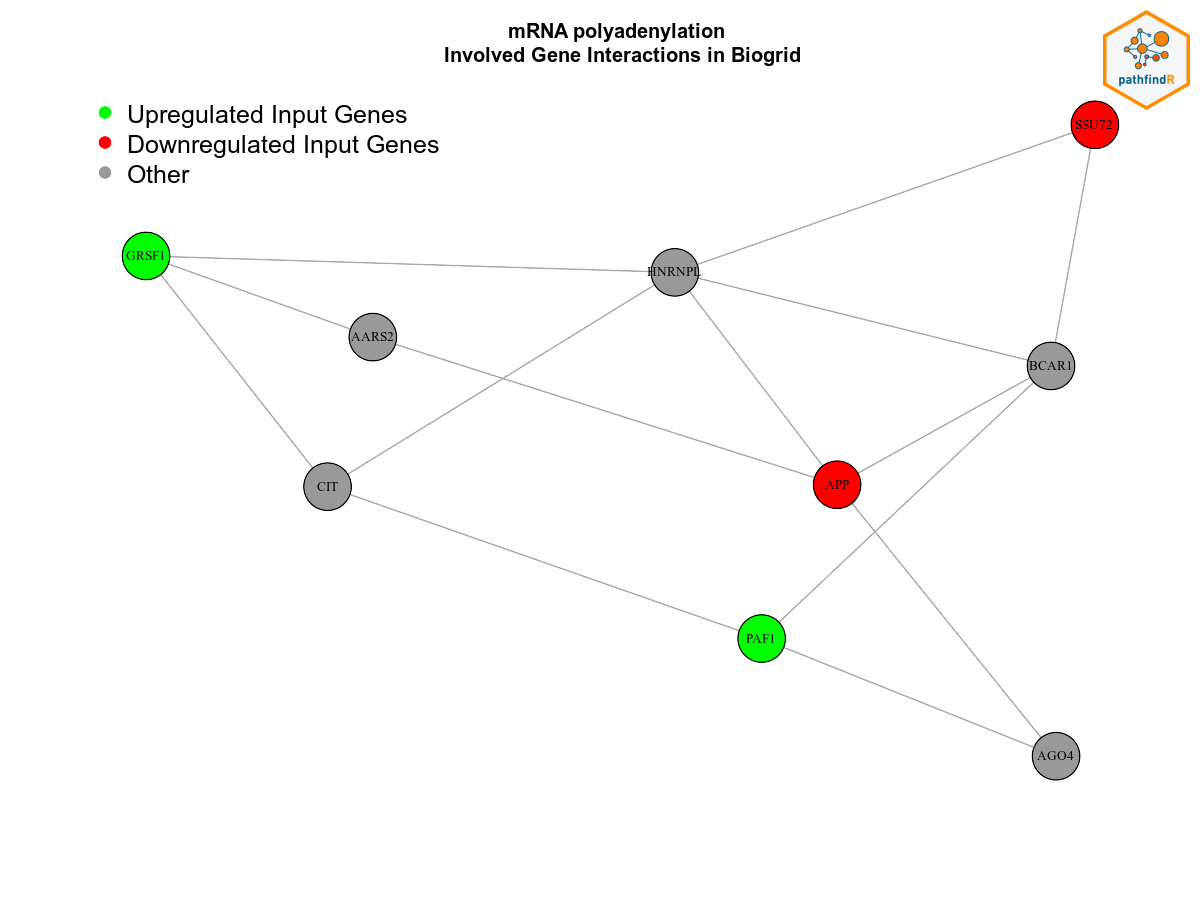 mRNA polyadenylation
Involved Gene Interactions in Biogrid
pathfindR
Upregulated Input Genes
Downregulated Input Genes
Other
SSU72
GRSF1
HNRNPL
AARS2
BCAR1
CIT
APP
PAF1
AGO4